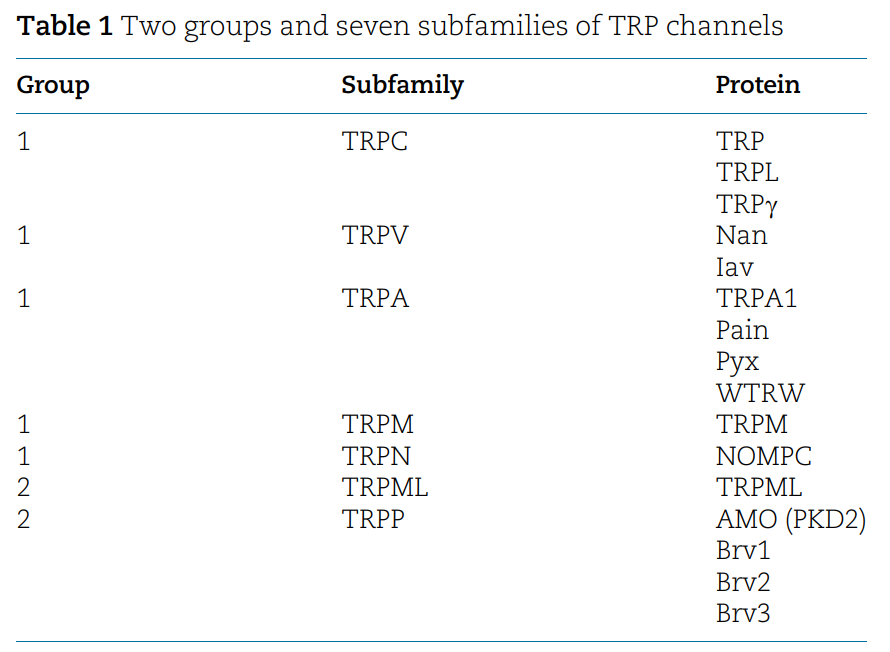 Table 1 Two groups and seven subfamilies of TRP channels
Group Subfamily Protein
1 TRPC TRP
TRPL
TRPγ
1 TRPV Nan
Iav
1 TRPA TRPA1
Pain
Pyx
WTRW
1 TRPM TRPM
1 TRPN NOMPC
2 TRPML TRPML
2 TRPP AMO (PKD2)
Brv1
Brv2
Brv3